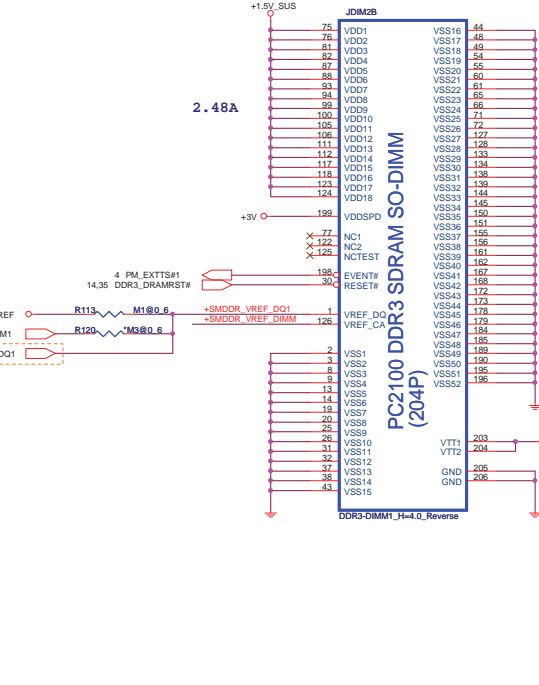 +1.5V_SUS
JDIM2B
75 VDD1 VSS16 44
76 VDD2 VSS17 48
81 VDD3 VSS18 49
82 VDD4 VSS19 54
87 VDD5 VSS20 55
88 VDD6 VSS21 60
93 VDD7 VSS22 61
94 VDD8 VSS23 65
99 VDD9 VSS24 66
100 VDD10 VSS25 71
105 VDD11 VSS26 72
106 VDD12 VSS27 127
111 VDD13 VSS28 128
112 VDD14 VSS29 133
117 VDD15 VSS30 134
118 VDD16 VSS31 138
123 VDD17 VSS32 139
124 VDD18 VSS33 144
2.48A
VSS34 145
+3V 199 VDDSPD VSS35 150
VSS36 151
77 NC1 VSS37 155
122 NC2 VSS38 156
125 NCTEST VSS39 161
VSS40 162
4 PM_EXTTS#1 198 EVENT# VSS41 167
14,35 DDR3_DRAMRST# 30 RESET# VSS42 168
VSS43 172
VSS44 173
REF R113 M1@0_6 +SMDDR_VREF_DQ1 1 VREF_DQ VSS45 178
+SMDDR_VREF_DIMM 126 VREF_CA VSS46 179
M1 R120 *M3@0_6 VSS47 184
VSS48 185
DQ1
VSS49 189
2 VSS1 VSS50 190
3 VSS2 VSS51 195
8 VSS3 VSS52 196
9 VSS4
13 VSS5
14 VSS6
19 VSS7
20 VSS8
25 VSS9
26 VSS10 VTT1 203
31 VSS11 VTT2 204
32 VSS12
37 VSS13 GND 205
38 VSS14 GND 206
43 VSS15
PC2100 DDR3 SDRAM SO-DIMM
(204P)
DDR3-DIMM1_H=4.0_Reverse